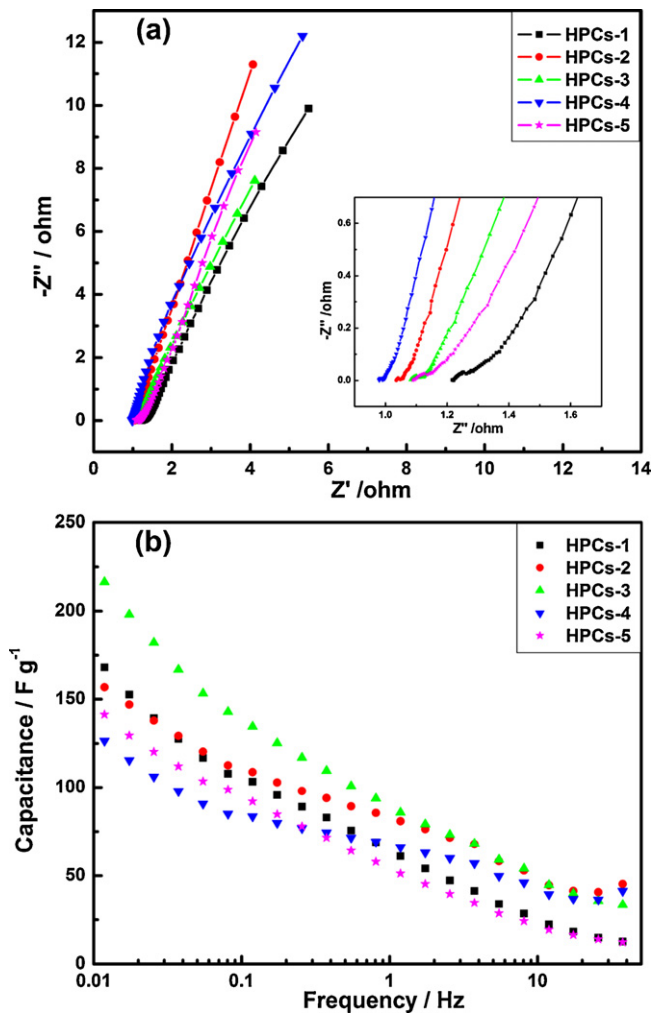 (a)
HPCs-1
HPCs-2
HPCs-3
HPCs-4
HPCs-5
12
10
8
6
4
2
0
-Z'' / ohm
0 2 4 6 8 10 12 14
Z' /ohm
0.6
0.4
0.2
0.0
-Z'' /ohm
1.0 1.2 1.4 1.6
Z'' /ohm
(b)
HPCs-1
HPCs-2
HPCs-3
HPCs-4
HPCs-5
250
200
150
100
50
0
Capacitance / F g-1
0.01 0.1 1 10
Frequency / Hz